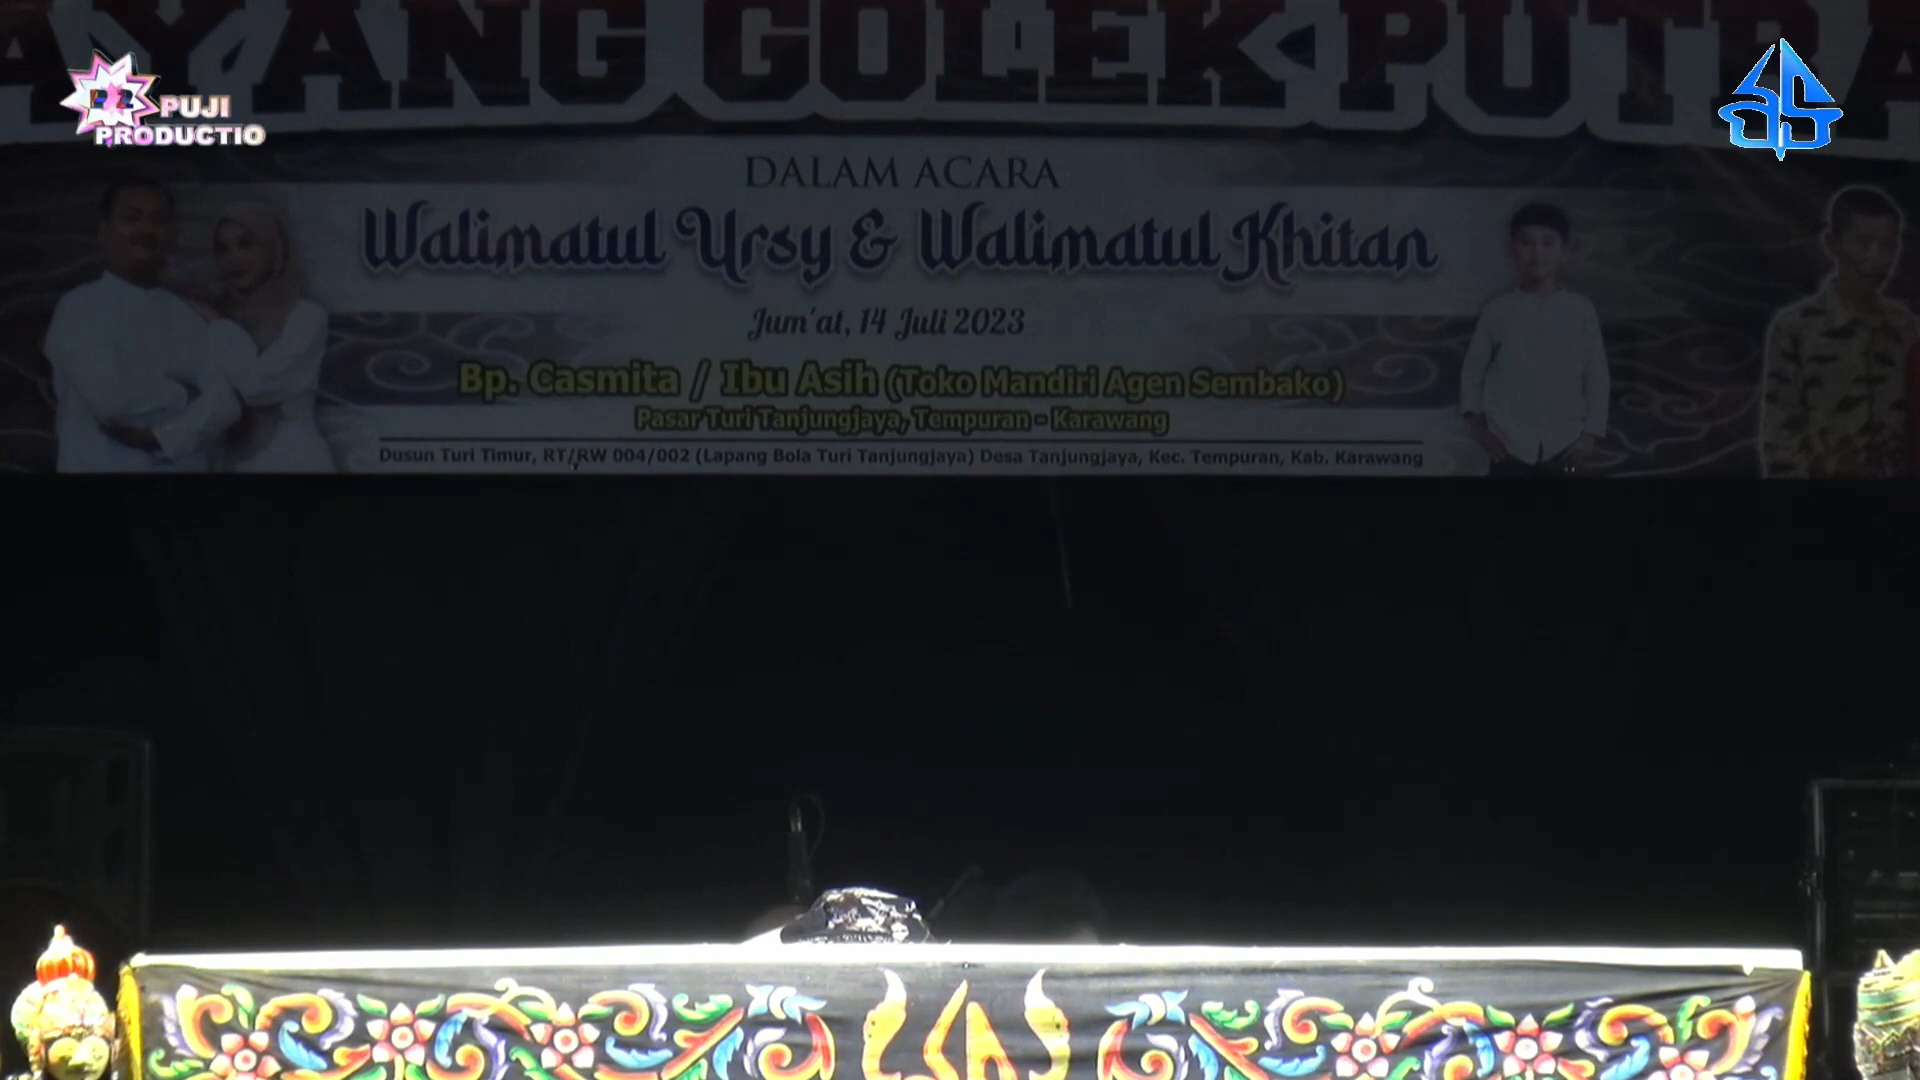 AYANG GOLEK PUTRA
PUJI
PRODUCTIO
DALAM ACARA
Walimatul Ursy & Walimatul Khitan
Jum'at, 14 Juli 2023
Bp. Casmita / Ibu Asih (Toko Mandiri Agen Sembako)
Pasar Turi Tanjungjaya, Tempuran - Karawang
Dusun Turi Timur, RT/RW 004/002 (Lapang Bola Turi Tanjungjaya) Desa Tanjungjaya, Kec. Tempuran, Kab. Karawang